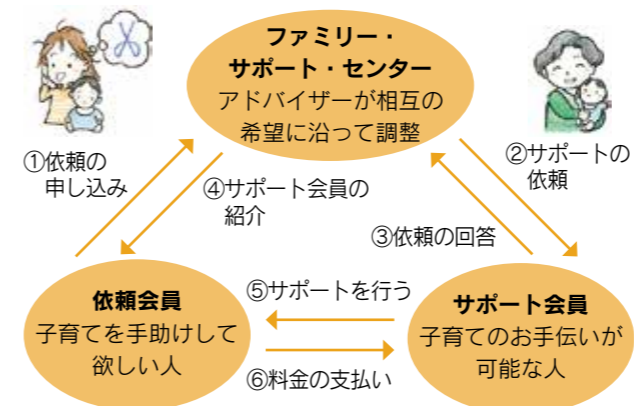 ファミリー・
サポート・センター
アドバイザーが相互の
希望に沿って調整
①依頼の
申し込み
②サポートの
依頼
④サポート会員の
紹介
③依頼の回答
依頼会員
子育てを手助けして
欲しい人
⑤サポートを行う
⑥料金の支払い
サポート会員
子育てのお手伝いが
可能な人